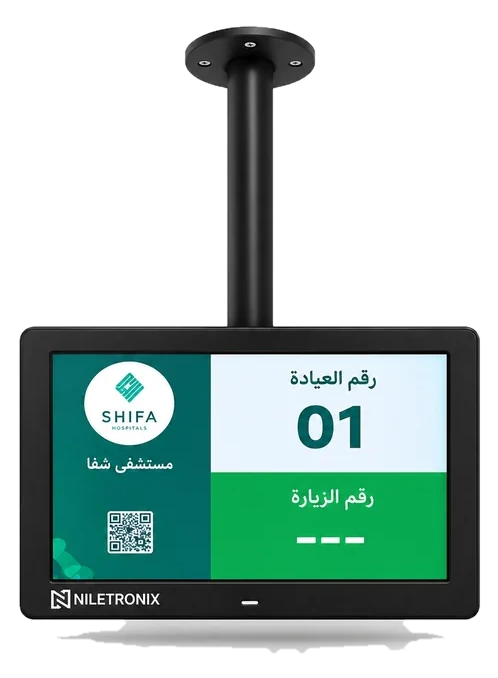 SHIFA
HOSPITALS
مستشفى شفا
رقم العيادة
01
رقم الزيارة
---
NILETRONIX